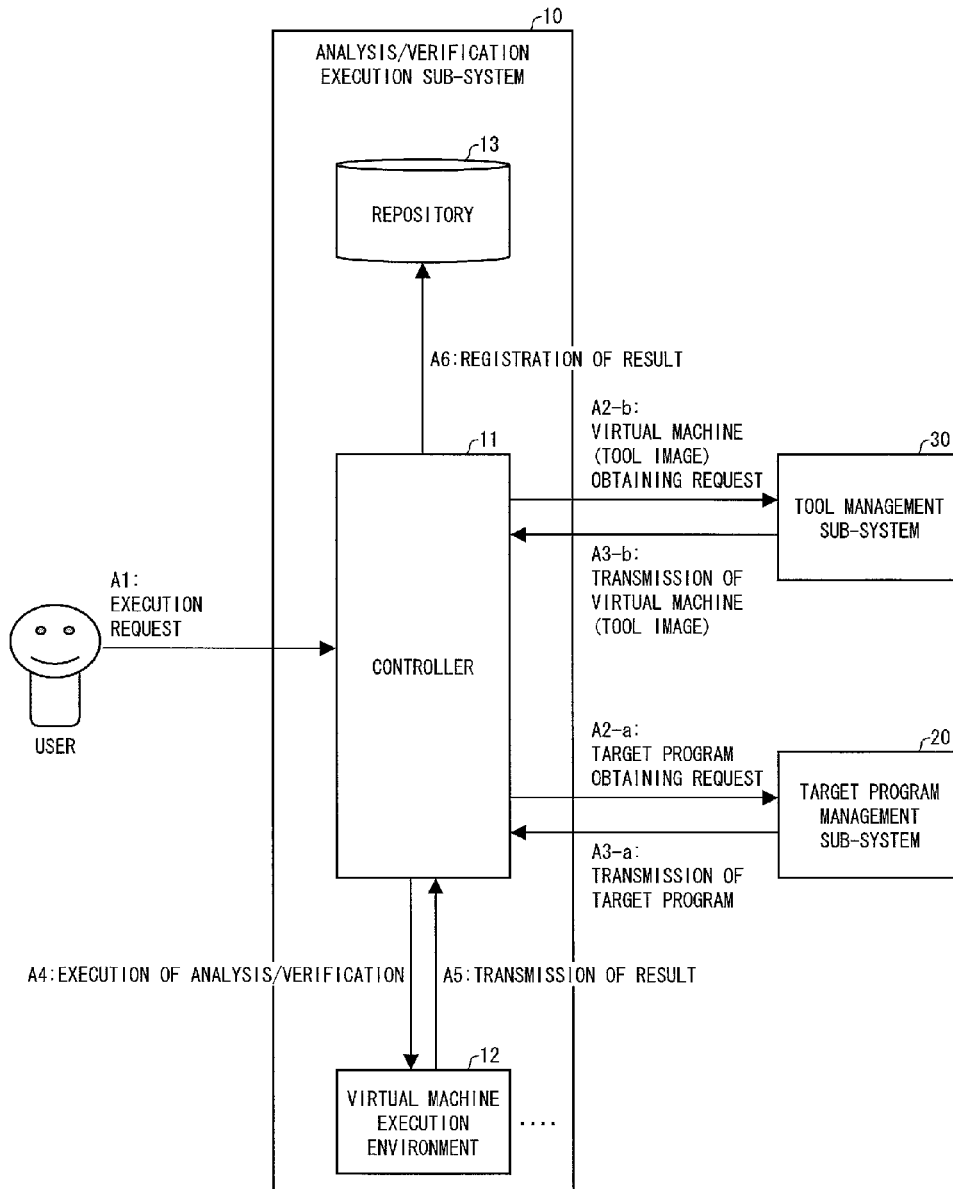 10
ANALYSIS/VERIFICATION
EXECUTION SUB-SYSTEM
13
REPOSITORY
A6:REGISTRATION OF RESULT
A2-b:
VIRTUAL MACHINE
(TOOL IMAGE)
OBTAINING REQUEST
11
30
TOOL MANAGEMENT
SUB-SYSTEM
A3-b:
TRANSMISSION OF
VIRTUAL MACHINE
(TOOL IMAGE)
A1:
EXECUTION
REQUEST
CONTROLLER
USER
A2-a:
TARGET PROGRAM
OBTAINING REQUEST
20
TARGET PROGRAM
MANAGEMENT
SUB-SYSTEM
A3-a:
TRANSMISSION OF
TARGET PROGRAM
A4:EXECUTION OF ANALYSIS/VERIFICATION
A5:TRANSMISSION OF RESULT
12
VIRTUAL MACHINE
EXECUTION
ENVIRONMENT
....